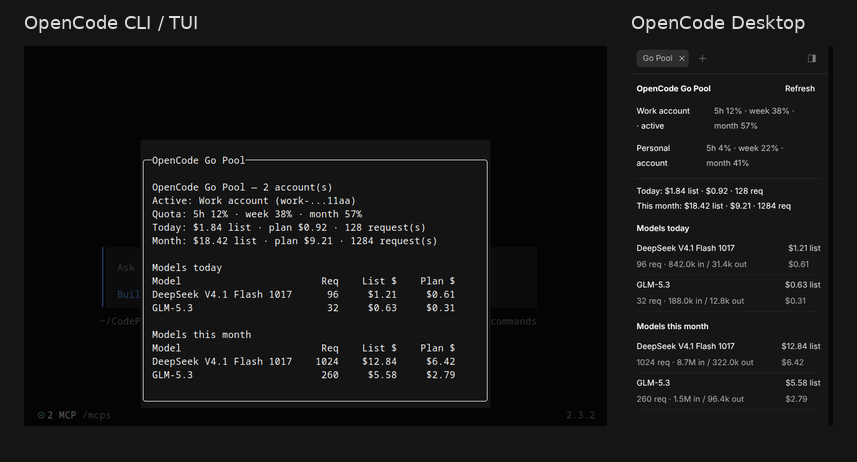 OpenCode CLI / TUI
OpenCode Go Pool
OpenCode Go Pool — 2 account(s)
Active: Work account (work-...11aa)
Quota: 5h 12% · week 38% · month 57%
Today: $1.84 list · plan $0.92 · 128 request(s)
Month: $18.42 list · plan $9.21 · 1284 request(s)
Models today
Model Req List $ Plan $
DeepSeek V4.1 Flash 1017 96 $1.21 $0.61
GLM-5.3 32 $0.63 $0.31
Models this month
Model Req List $ Plan $
DeepSeek V4.1 Flash 1017 1024 $12.84 $6.42
GLM-5.3 260 $5.58 $2.79
Ask
Buil
~/CodeP
commands
2 MCP /mcps
2.3.2
OpenCode Desktop
Go Pool × +
OpenCode Go Pool Refresh
Work account 5h 12% · week 38% ·
· active month 57%
Personal 5h 4% · week 22% ·
account month 41%
Today: $1.84 list · $0.92 · 128 req
This month: $18.42 list · $9.21 · 1284 req
Models today
DeepSeek V4.1 Flash 1017 $1.21 list
96 req · 842.0k in / 31.4k out $0.61
GLM-5.3 $0.63 list
32 req · 188.0k in / 12.8k out $0.31
Models this month
DeepSeek V4.1 Flash 1017 $12.84 list
1024 req · 8.7M in / 322.0k out $6.42
GLM-5.3 $5.58 list
260 req · 1.5M in / 96.4k out $2.79